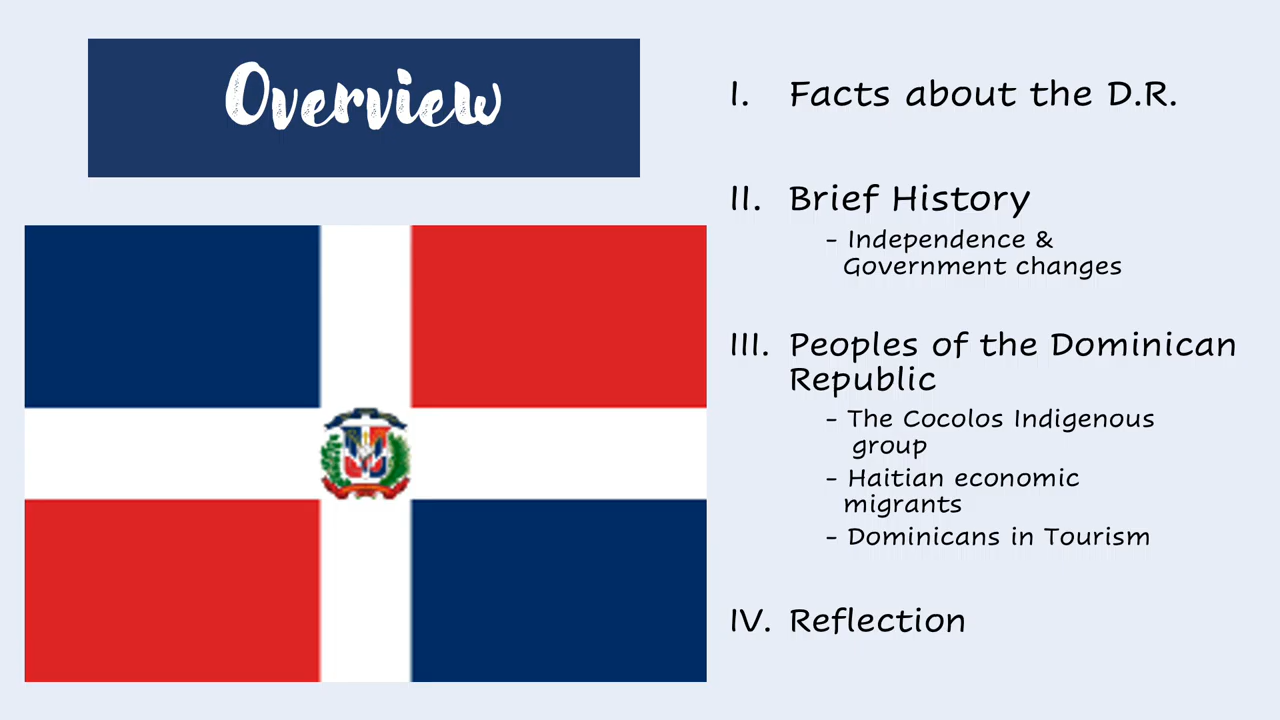 Overview
I. Facts about the D.R.
II. Brief History
- Independence &
Government changes
III. Peoples of the Dominican
Republic
- The Cocolos Indigenous
group
- Haitian economic
migrants
- Dominicans in Tourism
IV. Reflection